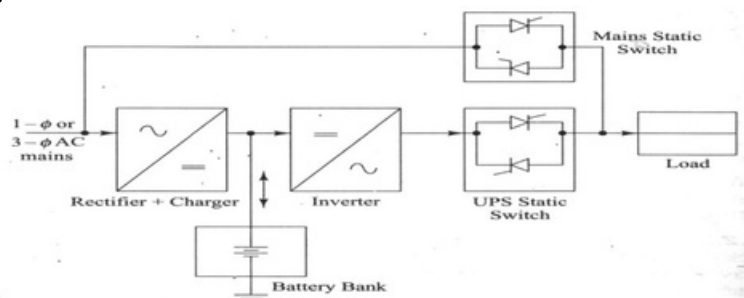 Mains Static
Switch
1 – ϕ or
3 – ϕ AC
mains
Rectifier + Charger
Inverter
UPS Static
Switch
Load
Battery Bank